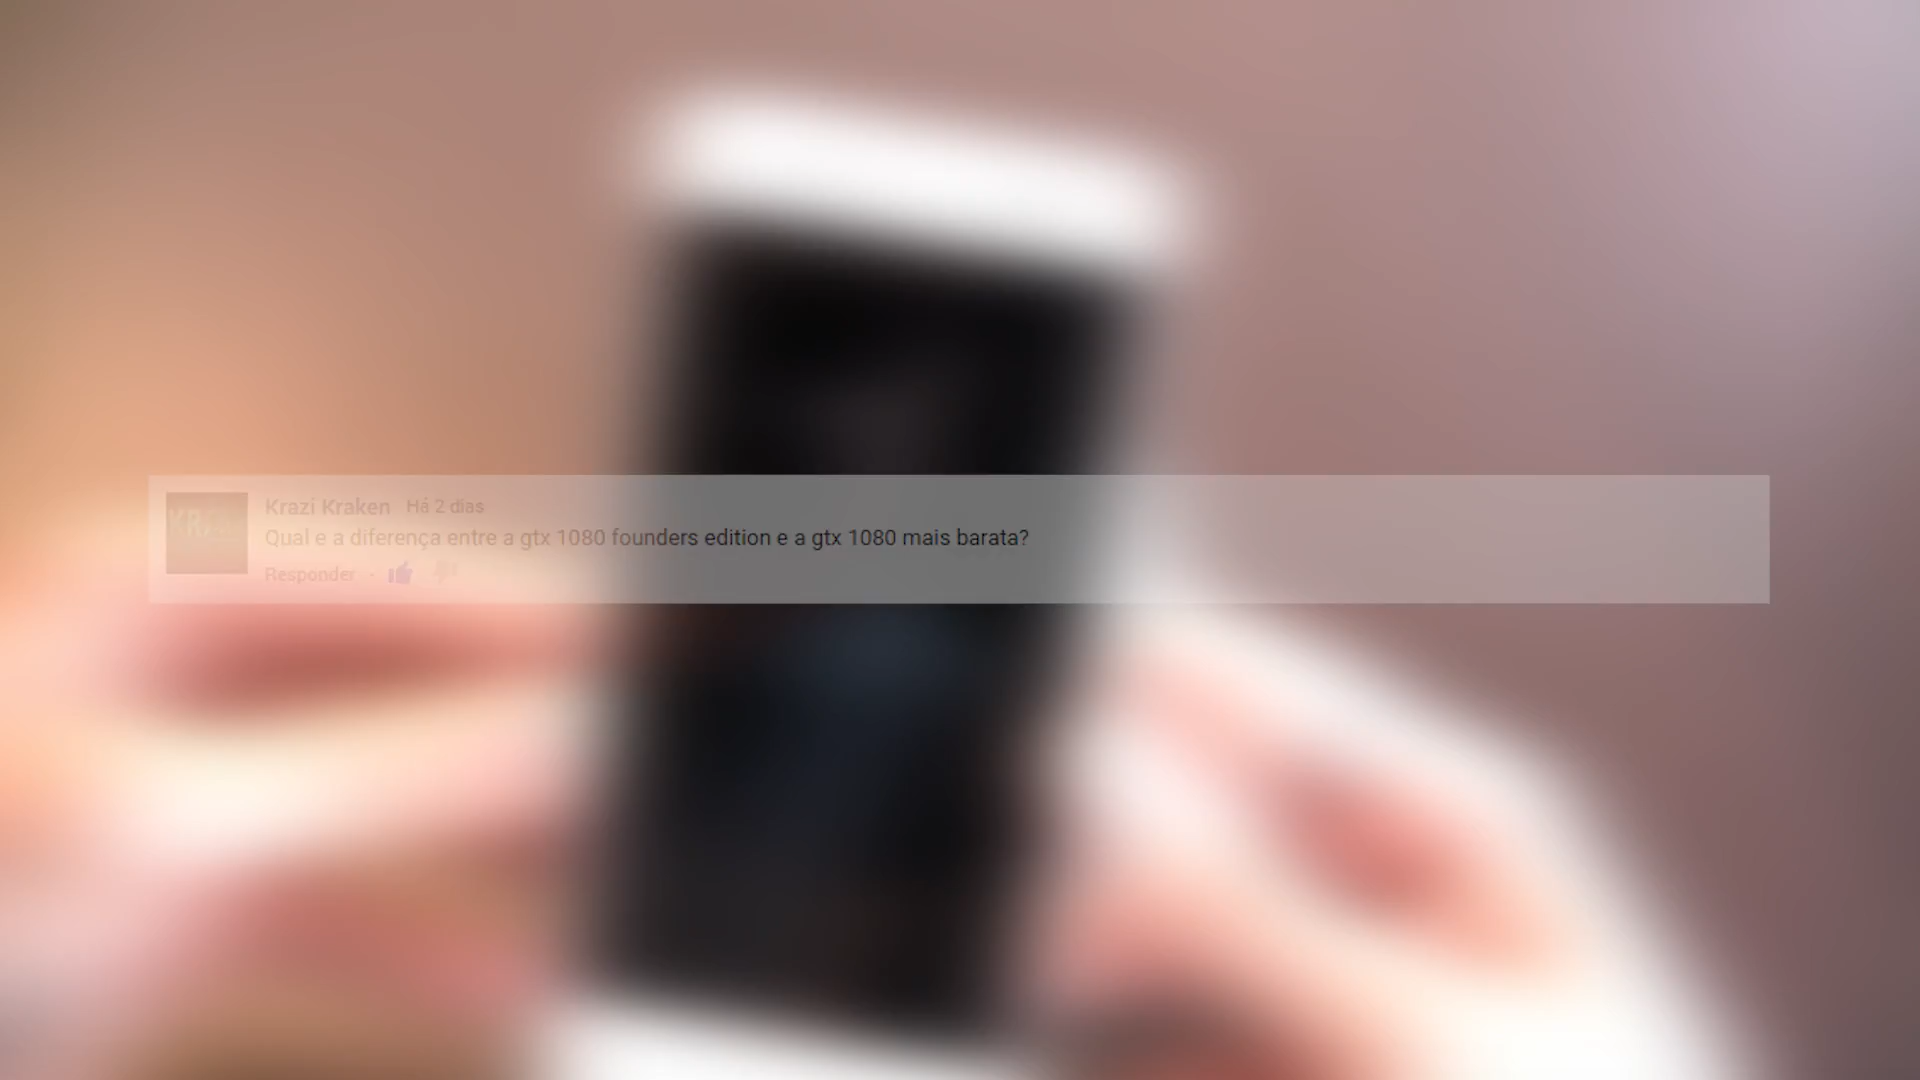 Krazi Kraken Há 2 dias
Qual e a diferença entre a gtx 1080 founders edition e a gtx 1080 mais barata?
Responder ·